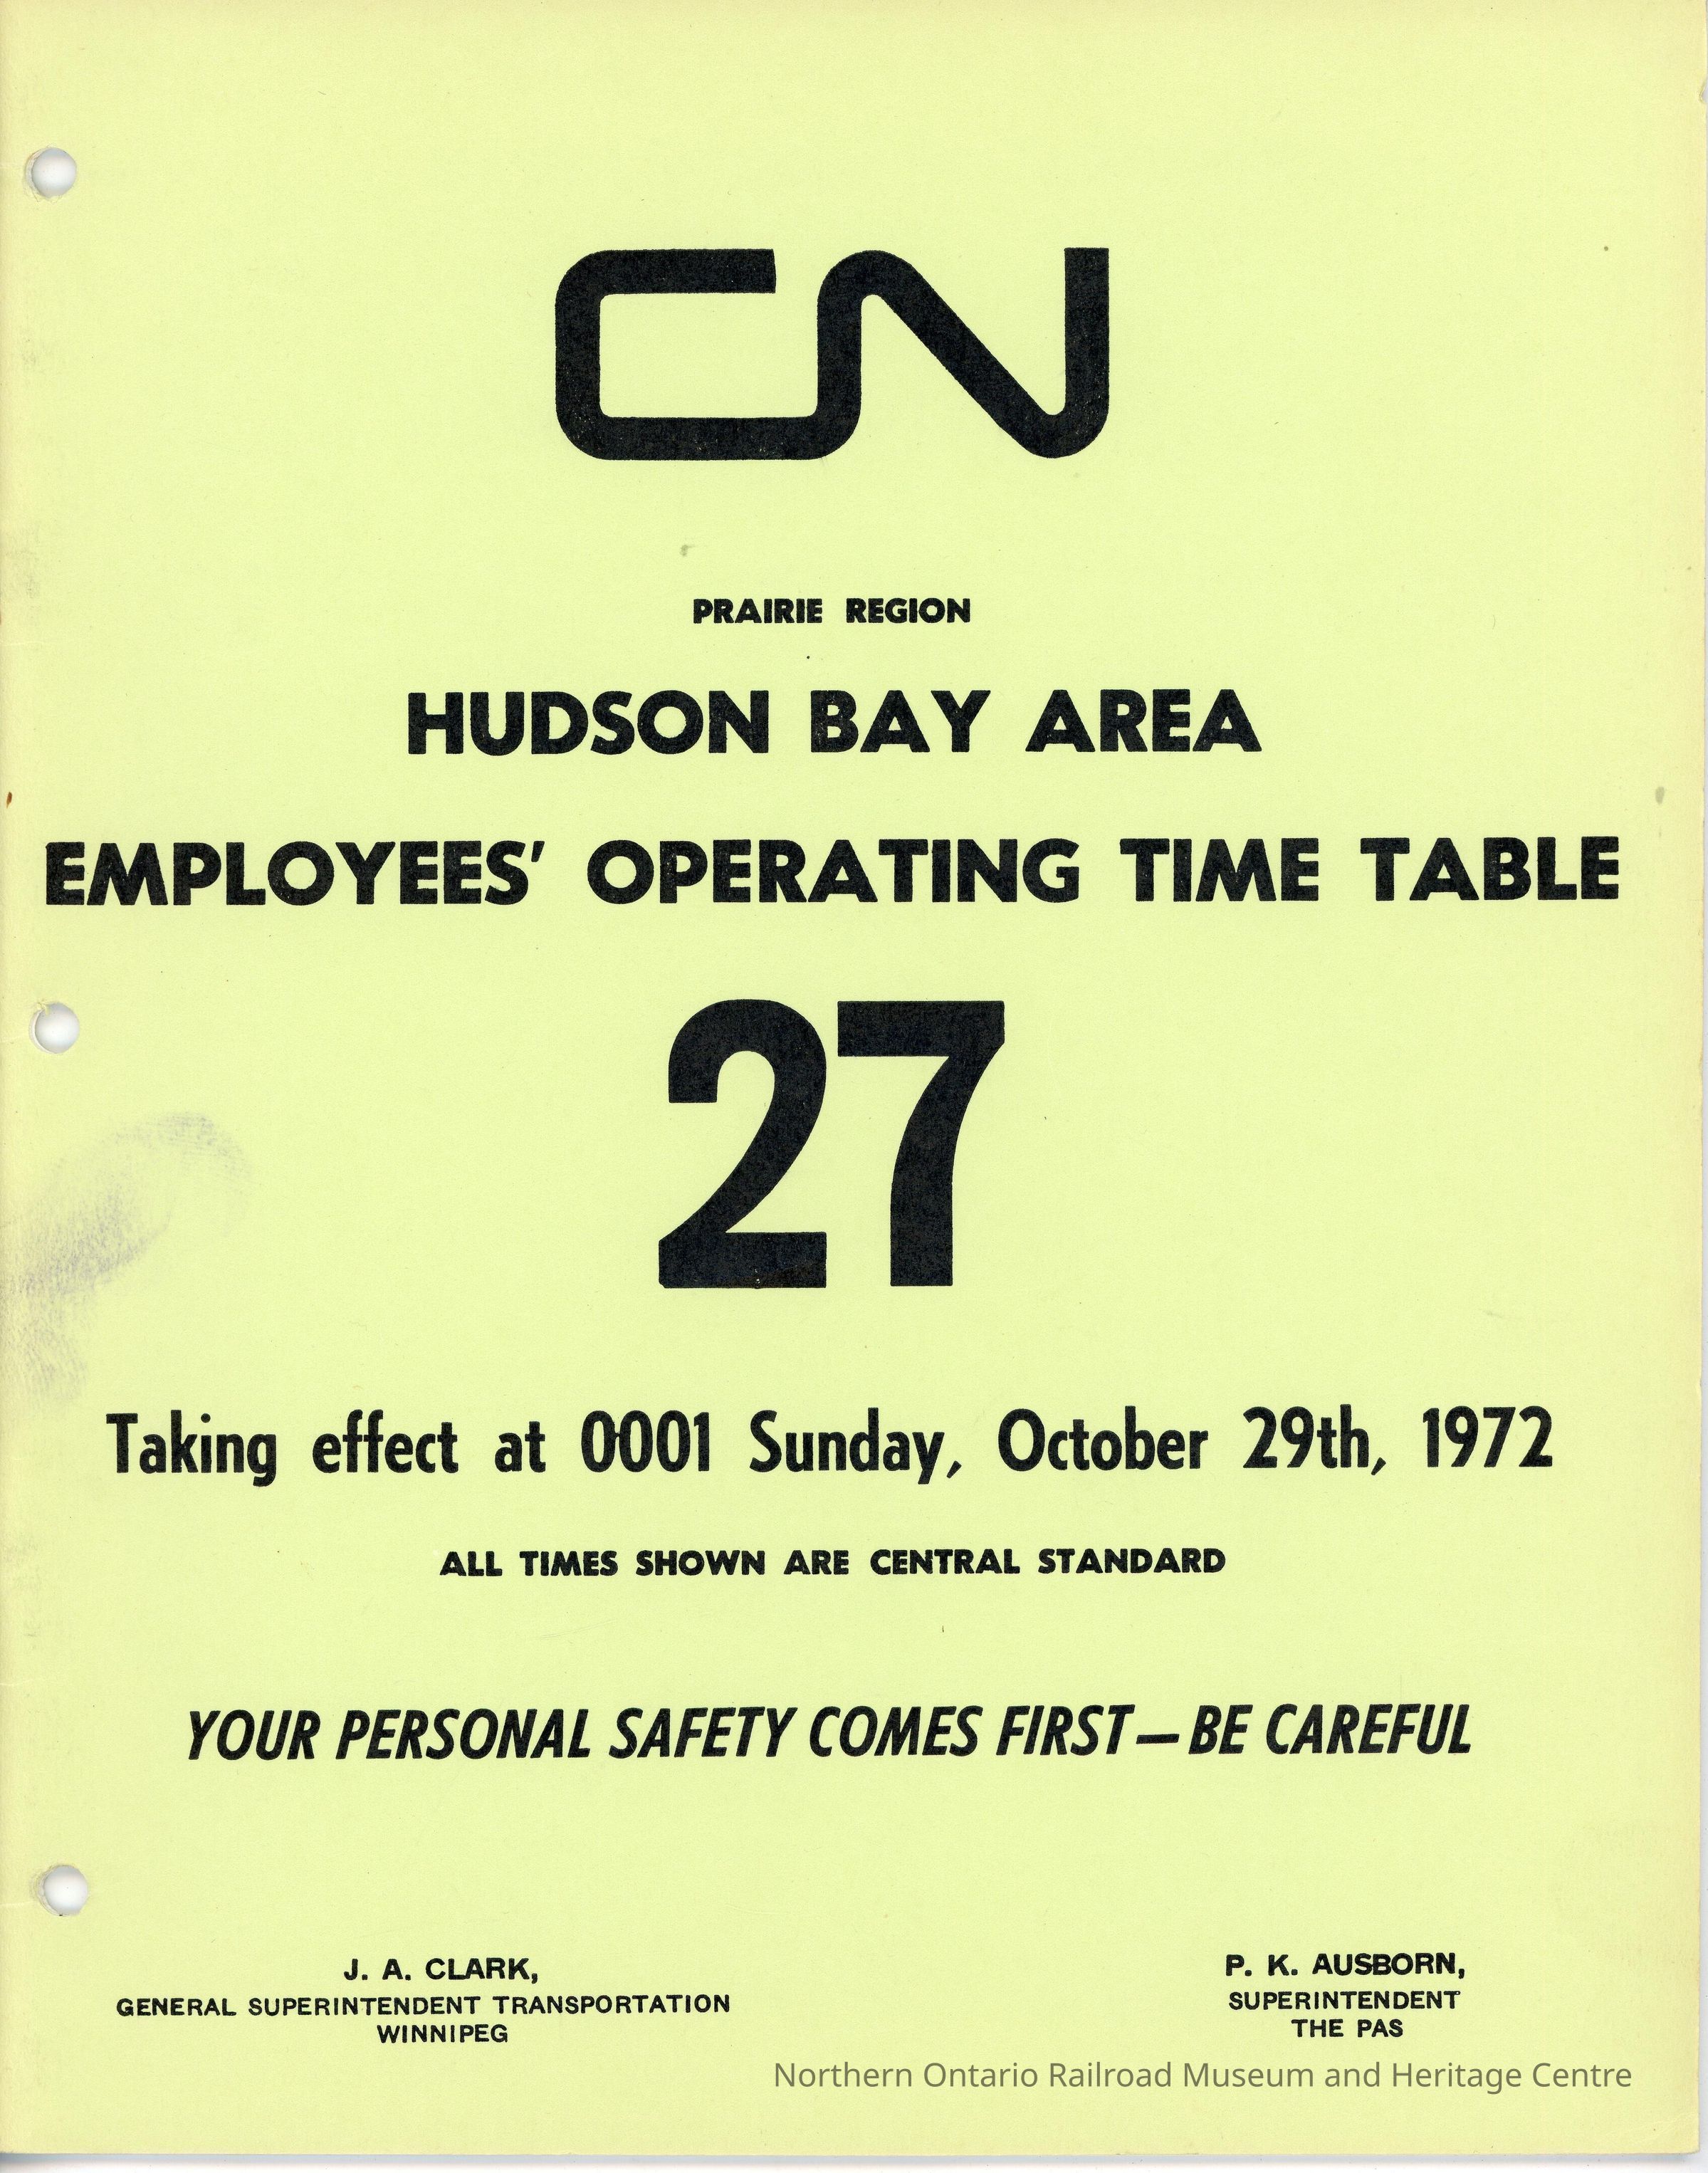 CN
PRAIRIE REGION
HUDSON BAY AREA
EMPLOYEES' OPERATING TIME TABLE
27
Taking effect at 0001 Sunday, October 29th, 1972
ALL TIMES SHOWN ARE CENTRAL STANDARD
YOUR PERSONAL SAFETY COMES FIRST—BE CAREFUL
J. A. CLARK,
GENERAL SUPERINTENDENT TRANSPORTATION
WINNIPEG
P. K. AUSBORN,
SUPERINTENDENT
THE PAS
Northern Ontario Railroad Museum and Heritage Centre